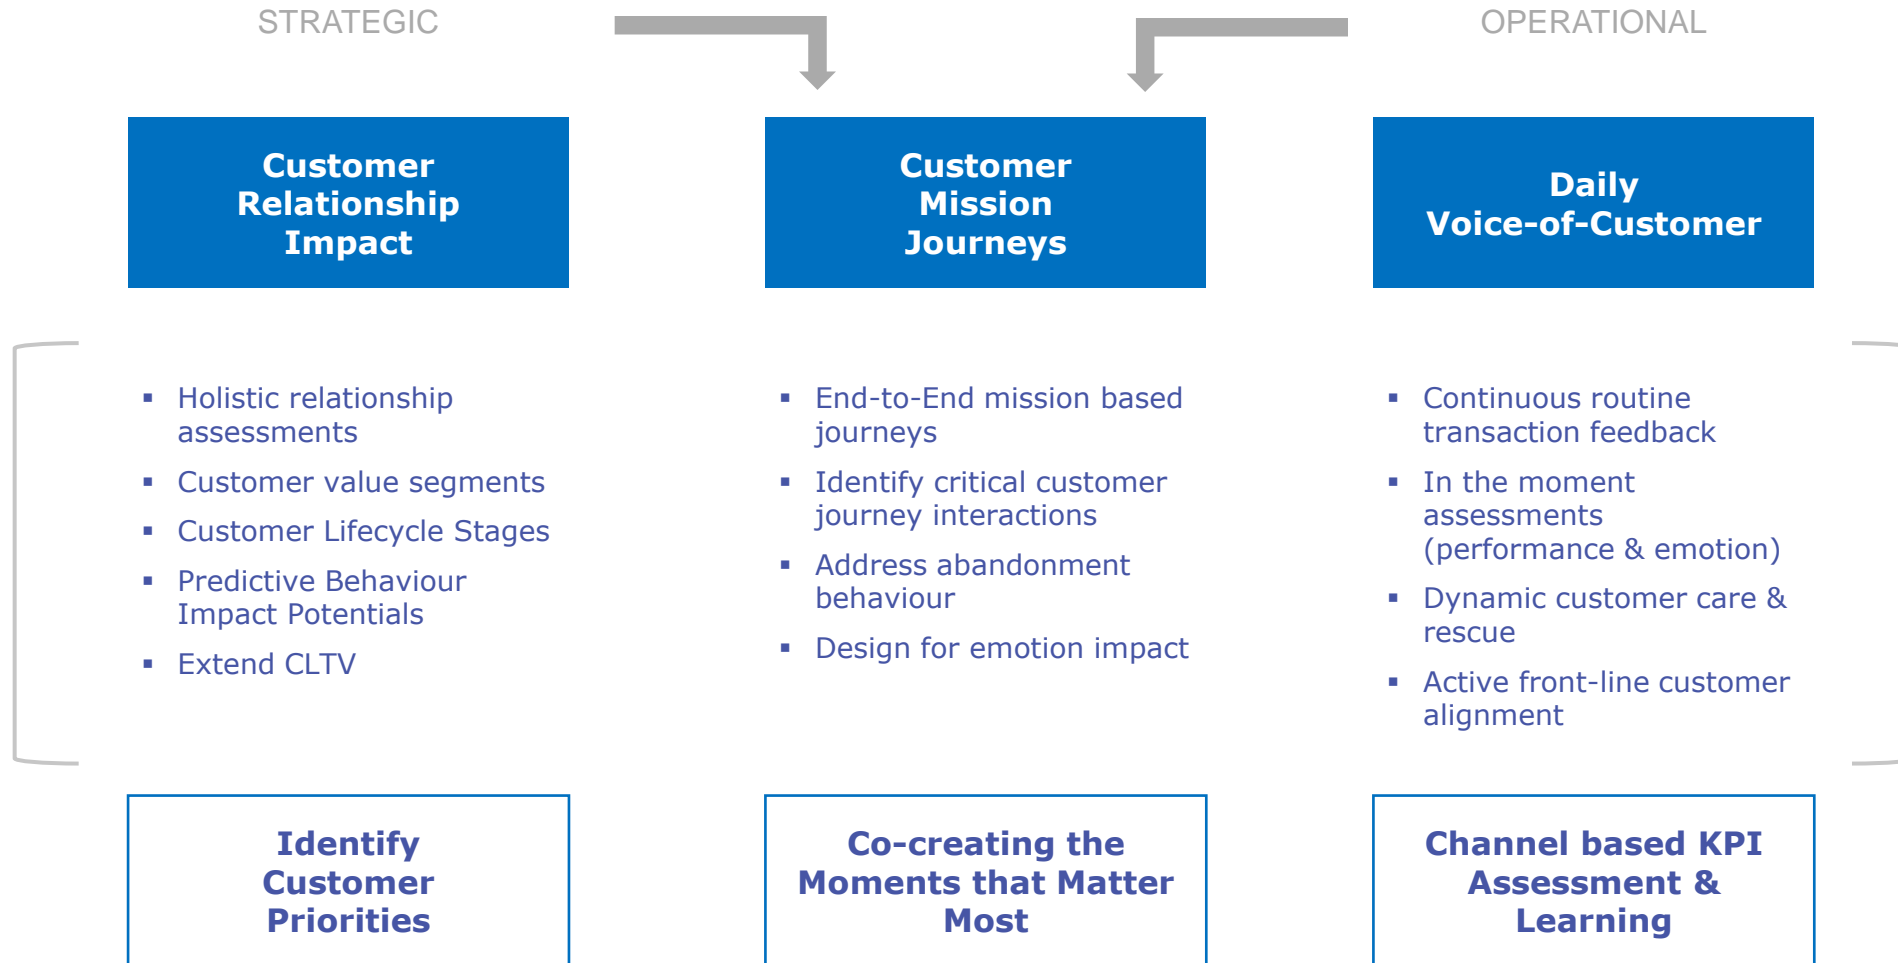 STRATEGIC
OPERATIONAL
Customer
Relationship
Impact
Customer
Mission
Journeys
Daily
Voice-of-Customer
▪ Holistic relationship
assessments
▪ Customer value segments
▪ Customer Lifecycle Stages
▪ Predictive Behaviour
Impact Potentials
▪ Extend CLTV
▪ End-to-End mission based
journeys
▪ Identify critical customer
journey interactions
▪ Address abandonment
behaviour
▪ Design for emotion impact
▪ Continuous routine
transaction feedback
▪ In the moment
assessments
(performance & emotion)
▪ Dynamic customer care &
rescue
▪ Active front-line customer
alignment
Identify
Customer
Priorities
Co-creating the
Moments that Matter
Most
Channel based KPI
Assessment &
Learning